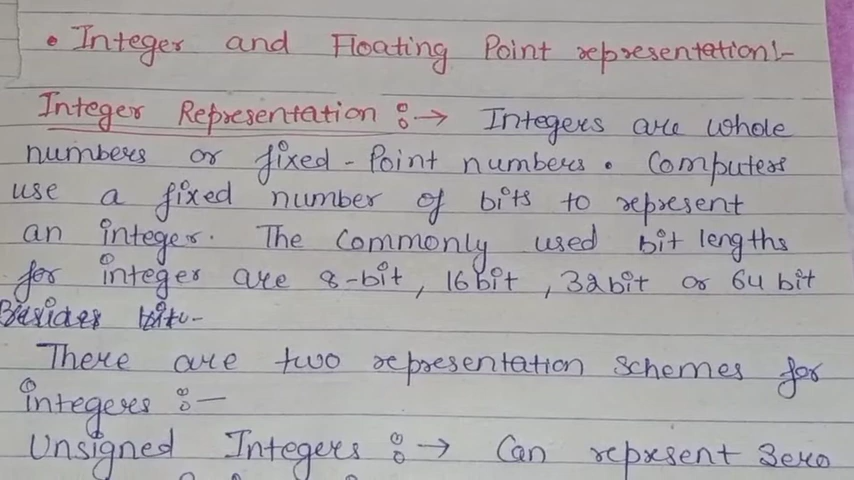 • Integer and Floating Point representation:-
Integer Representation :→ Integers are whole
numbers or fixed-Point numbers. Computers
use a fixed number of bits to represent
an integer. The Commonly used bit lengths
for integer are 8-bit, 16bit, 32bit or 64 bit
Besides
There are two representation Schemes for
integers :-
Unsigned Integers :→ Can represent zero